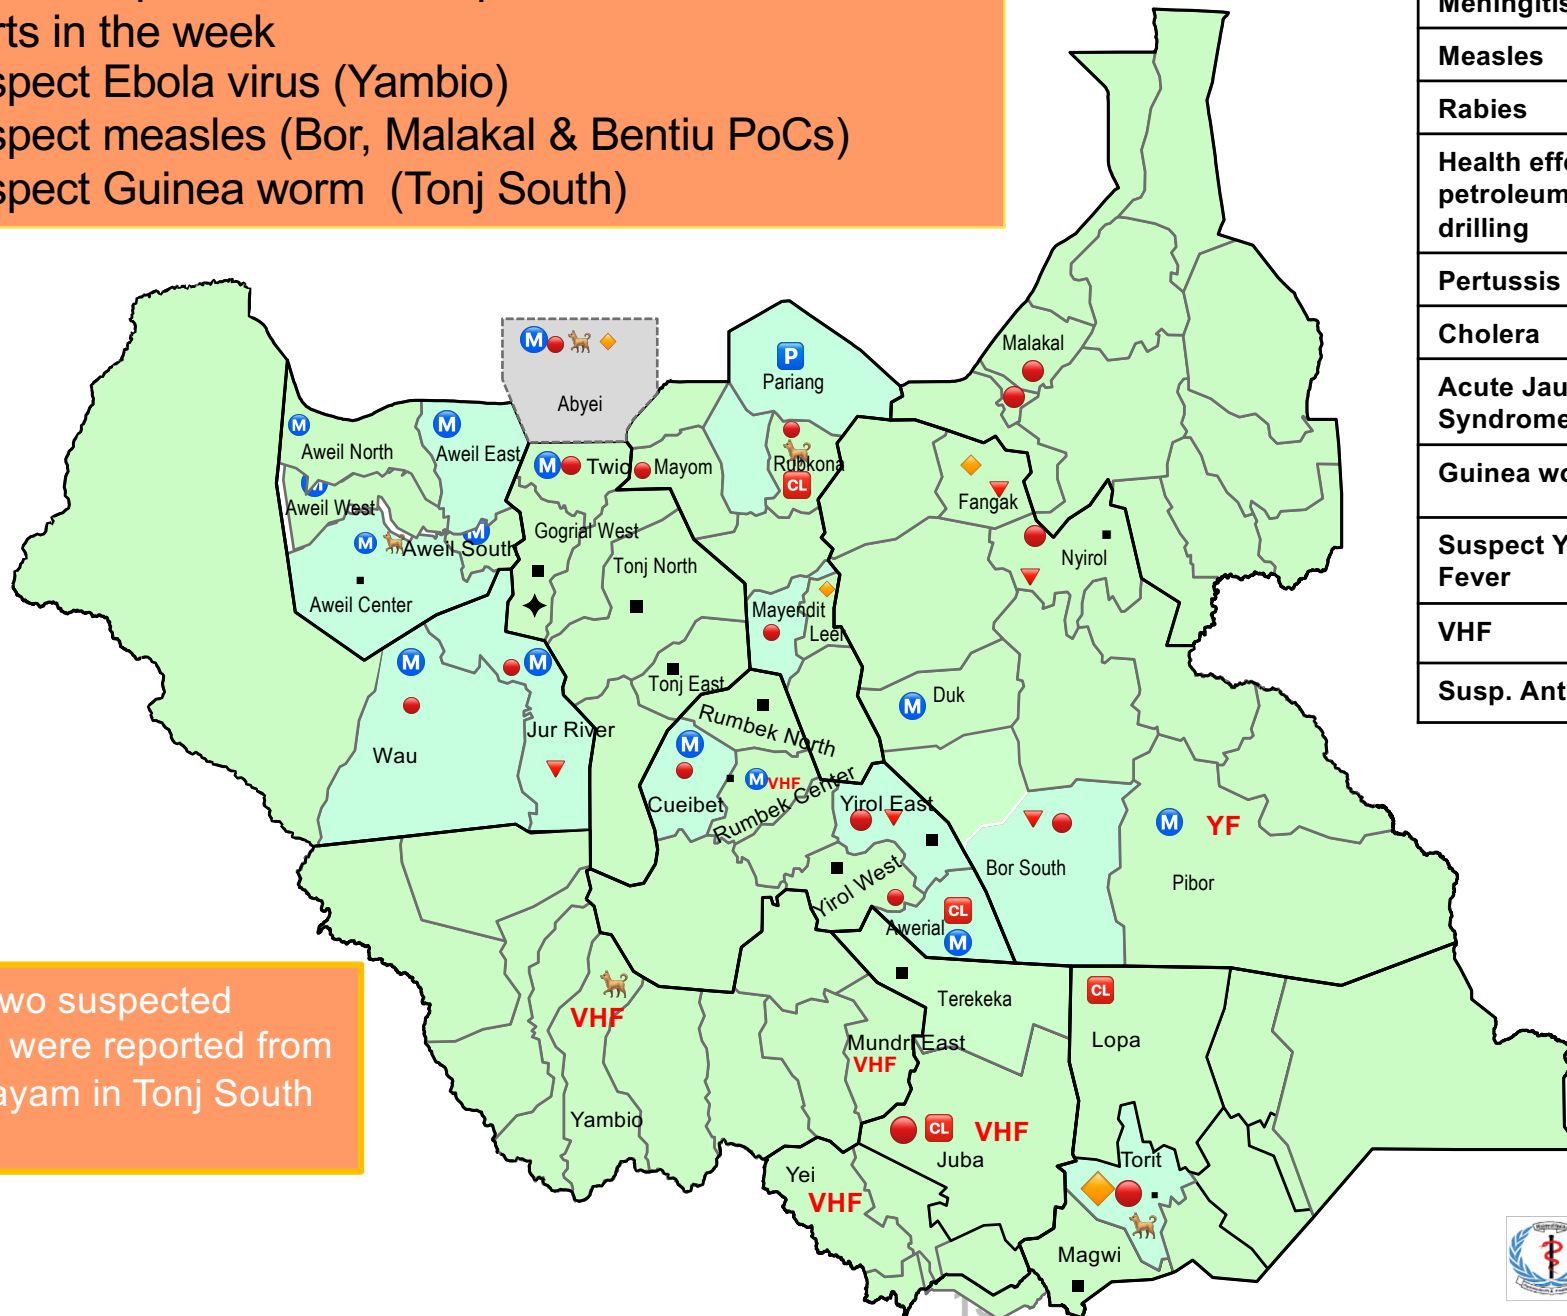 rts in the week
spect Ebola virus (Yambio)
spect measles (Bor, Malakal & Bentiu PoCs)
spect Guinea worm (Tonj South)
Meningitis
Measles
Rabies
Health effe
petroleum
drilling
Pertussis
Cholera
Acute Jau
Syndrome
Guinea wo
Suspect Y
Fever
VHF
Susp. Ant
Malakal
M
Abyei
P
Pariang
M
Aweil North
M
Aweil East
M
Twic
Mayom
Rubkona
CL
Fangak
M
Aweil West
M
M
Aweil South
Aweil Center
Gogrial West
Tonj North
Nyirol
Mayendit
Leer
M
M
Tonj East
M
Duk
Jur River
Wau
Rumbek North
M
Cueibet
M
VHF
Rumbek Center
Yirol East
Bor South
M
YF
Pibor
Yirol West
CL
Awerial
M
wo suspected
were reported from
ayam in Tonj South
VHF
Yambio
Terekeka
CL
Lopa
Mundri East
VHF
CL
VHF
Juba
Yei
VHF
Torit
Magwi